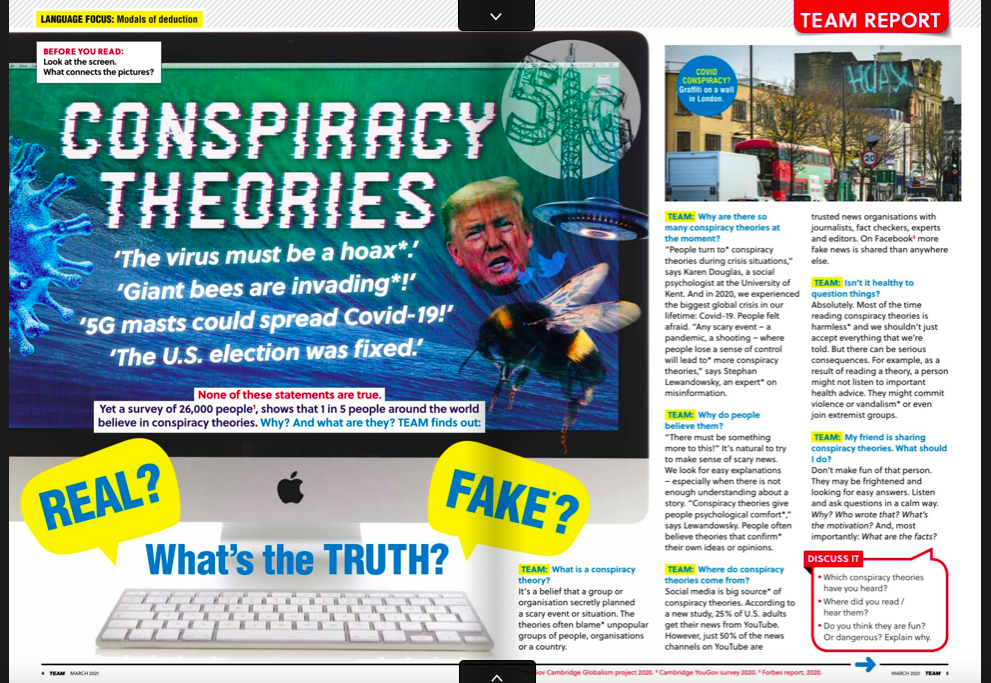 LANGUAGE FOCUS: Modals of deduction
TEAM REPORT
BEFORE YOU READ:
Look at the screen.
What connects the pictures?
CONSPIRACY
THEORIES
5G
'The virus must be a hoax*.'
'Giant bees are invading*!'
'5G masts could spread Covid-19!'
'The U.S. election was fixed.'
None of these statements are true.
Yet a survey of 26,000 people¹, shows that 1 in 5 people around the world
believe in conspiracy theories. Why? And what are they? TEAM finds out:
REAL?
FAKE*?
What's the TRUTH?
TEAM: What is a conspiracy
theory?
It's a belief that a group or
organisation secretly planned
a scary event or situation. The
theories often blame* unpopular
groups of people, organisations
or a country.
COVID
CONSPIRACY?
Graffiti on a wall
in London.
HOAX
20
TEAM: Why are there so
many conspiracy theories at
the moment?
"People turn to* conspiracy
theories during crisis situations,"
says Karen Douglas, a social
psychologist at the University of
Kent. And in 2020, we experienced
the biggest global crisis in our
lifetime: Covid-19. People felt
afraid. "Any scary event – a
pandemic, a shooting – where
people lose a sense of control
will lead to* more conspiracy
theories," says Stephan
Lewandowsky, an expert* on
misinformation.
TEAM: Why do people
believe them?
"There must be something
more to this!" It's natural to try
to make sense of scary news.
We look for easy explanations
– especially when there is not
enough understanding about a
story. "Conspiracy theories give
people psychological comfort*,"
says Lewandowsky. People often
believe theories that confirm*
their own ideas or opinions.
TEAM: Where do conspiracy
theories come from?
Social media is big source* of
conspiracy theories. According to
a new study, 25% of U.S. adults
get their news from YouTube.
However, just 50% of the news
channels on YouTube are
trusted news organisations with
journalists, fact checkers, experts
and editors. On Facebook³ more
fake news is shared than anywhere
else.
TEAM: Isn't it healthy to
question things?
Absolutely. Most of the time
reading conspiracy theories is
harmless* and we shouldn't just
accept everything that we're
told. But there can be serious
consequences. For example, as a
result of reading a theory, a person
might not listen to important
health advice. They might commit
violence or vandalism* or even
join extremist groups.
TEAM: My friend is sharing
conspiracy theories. What should
I do?
Don't make fun of that person.
They may be frightened and
looking for easy answers. Listen
and ask questions in a calm way.
Why? Who wrote that? What's
the motivation? And, most
importantly: What are the facts?
DISCUSS IT
• Which conspiracy theories
have you heard?
• Where did you read /
hear them?
• Do you think they are fun?
Or dangerous? Explain why.
4 TEAM MARCH 2021
Cambridge Globalism project 2020. ² Cambridge YouGov survey 2020. ³ Forbes report, 2020.
MARCH 2021 TEAM 5